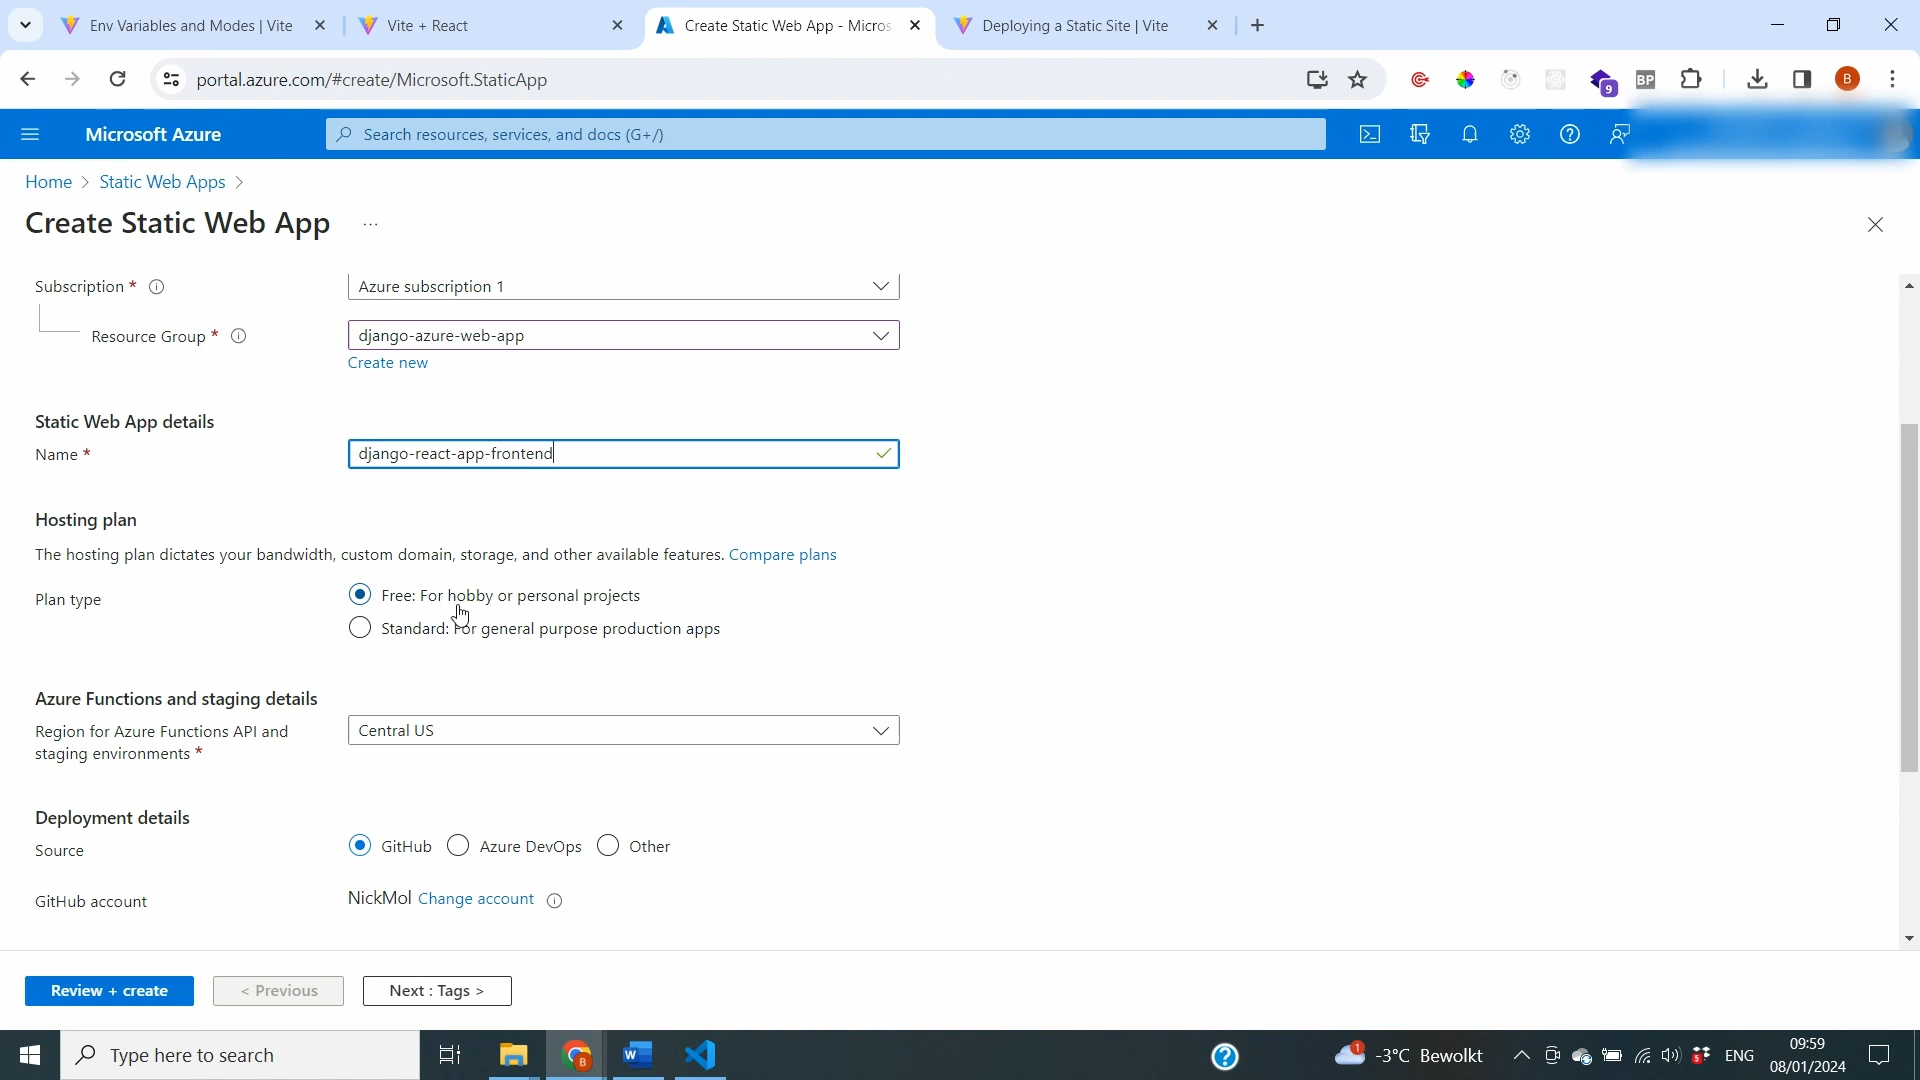 Env Variables and Modes | Vite
Vite + React
Create Static Web App - Micros
Deploying a Static Site | Vite
portal.azure.com/#create/Microsoft.StaticApp
9
BP
B
Microsoft Azure
Search resources, services, and docs (G+/)
Home > Static Web Apps >
Create Static Web App ...
Subscription *
Azure subscription 1
Resource Group *
django-azure-web-app
Create new
Static Web App details
Name *
django-react-app-frontend
Hosting plan
The hosting plan dictates your bandwidth, custom domain, storage, and other available features. Compare plans
Plan type
Free: For hobby or personal projects
Standard: For general purpose production apps
Azure Functions and staging details
Region for Azure Functions API and
staging environments *
Central US
Deployment details
Source
GitHub
Azure DevOps
Other
GitHub account
NickMol Change account
Review + create
< Previous
Next : Tags >
Type here to search
B
W
1
-3°C Bewolkt
ENG
09:59
08/01/2024